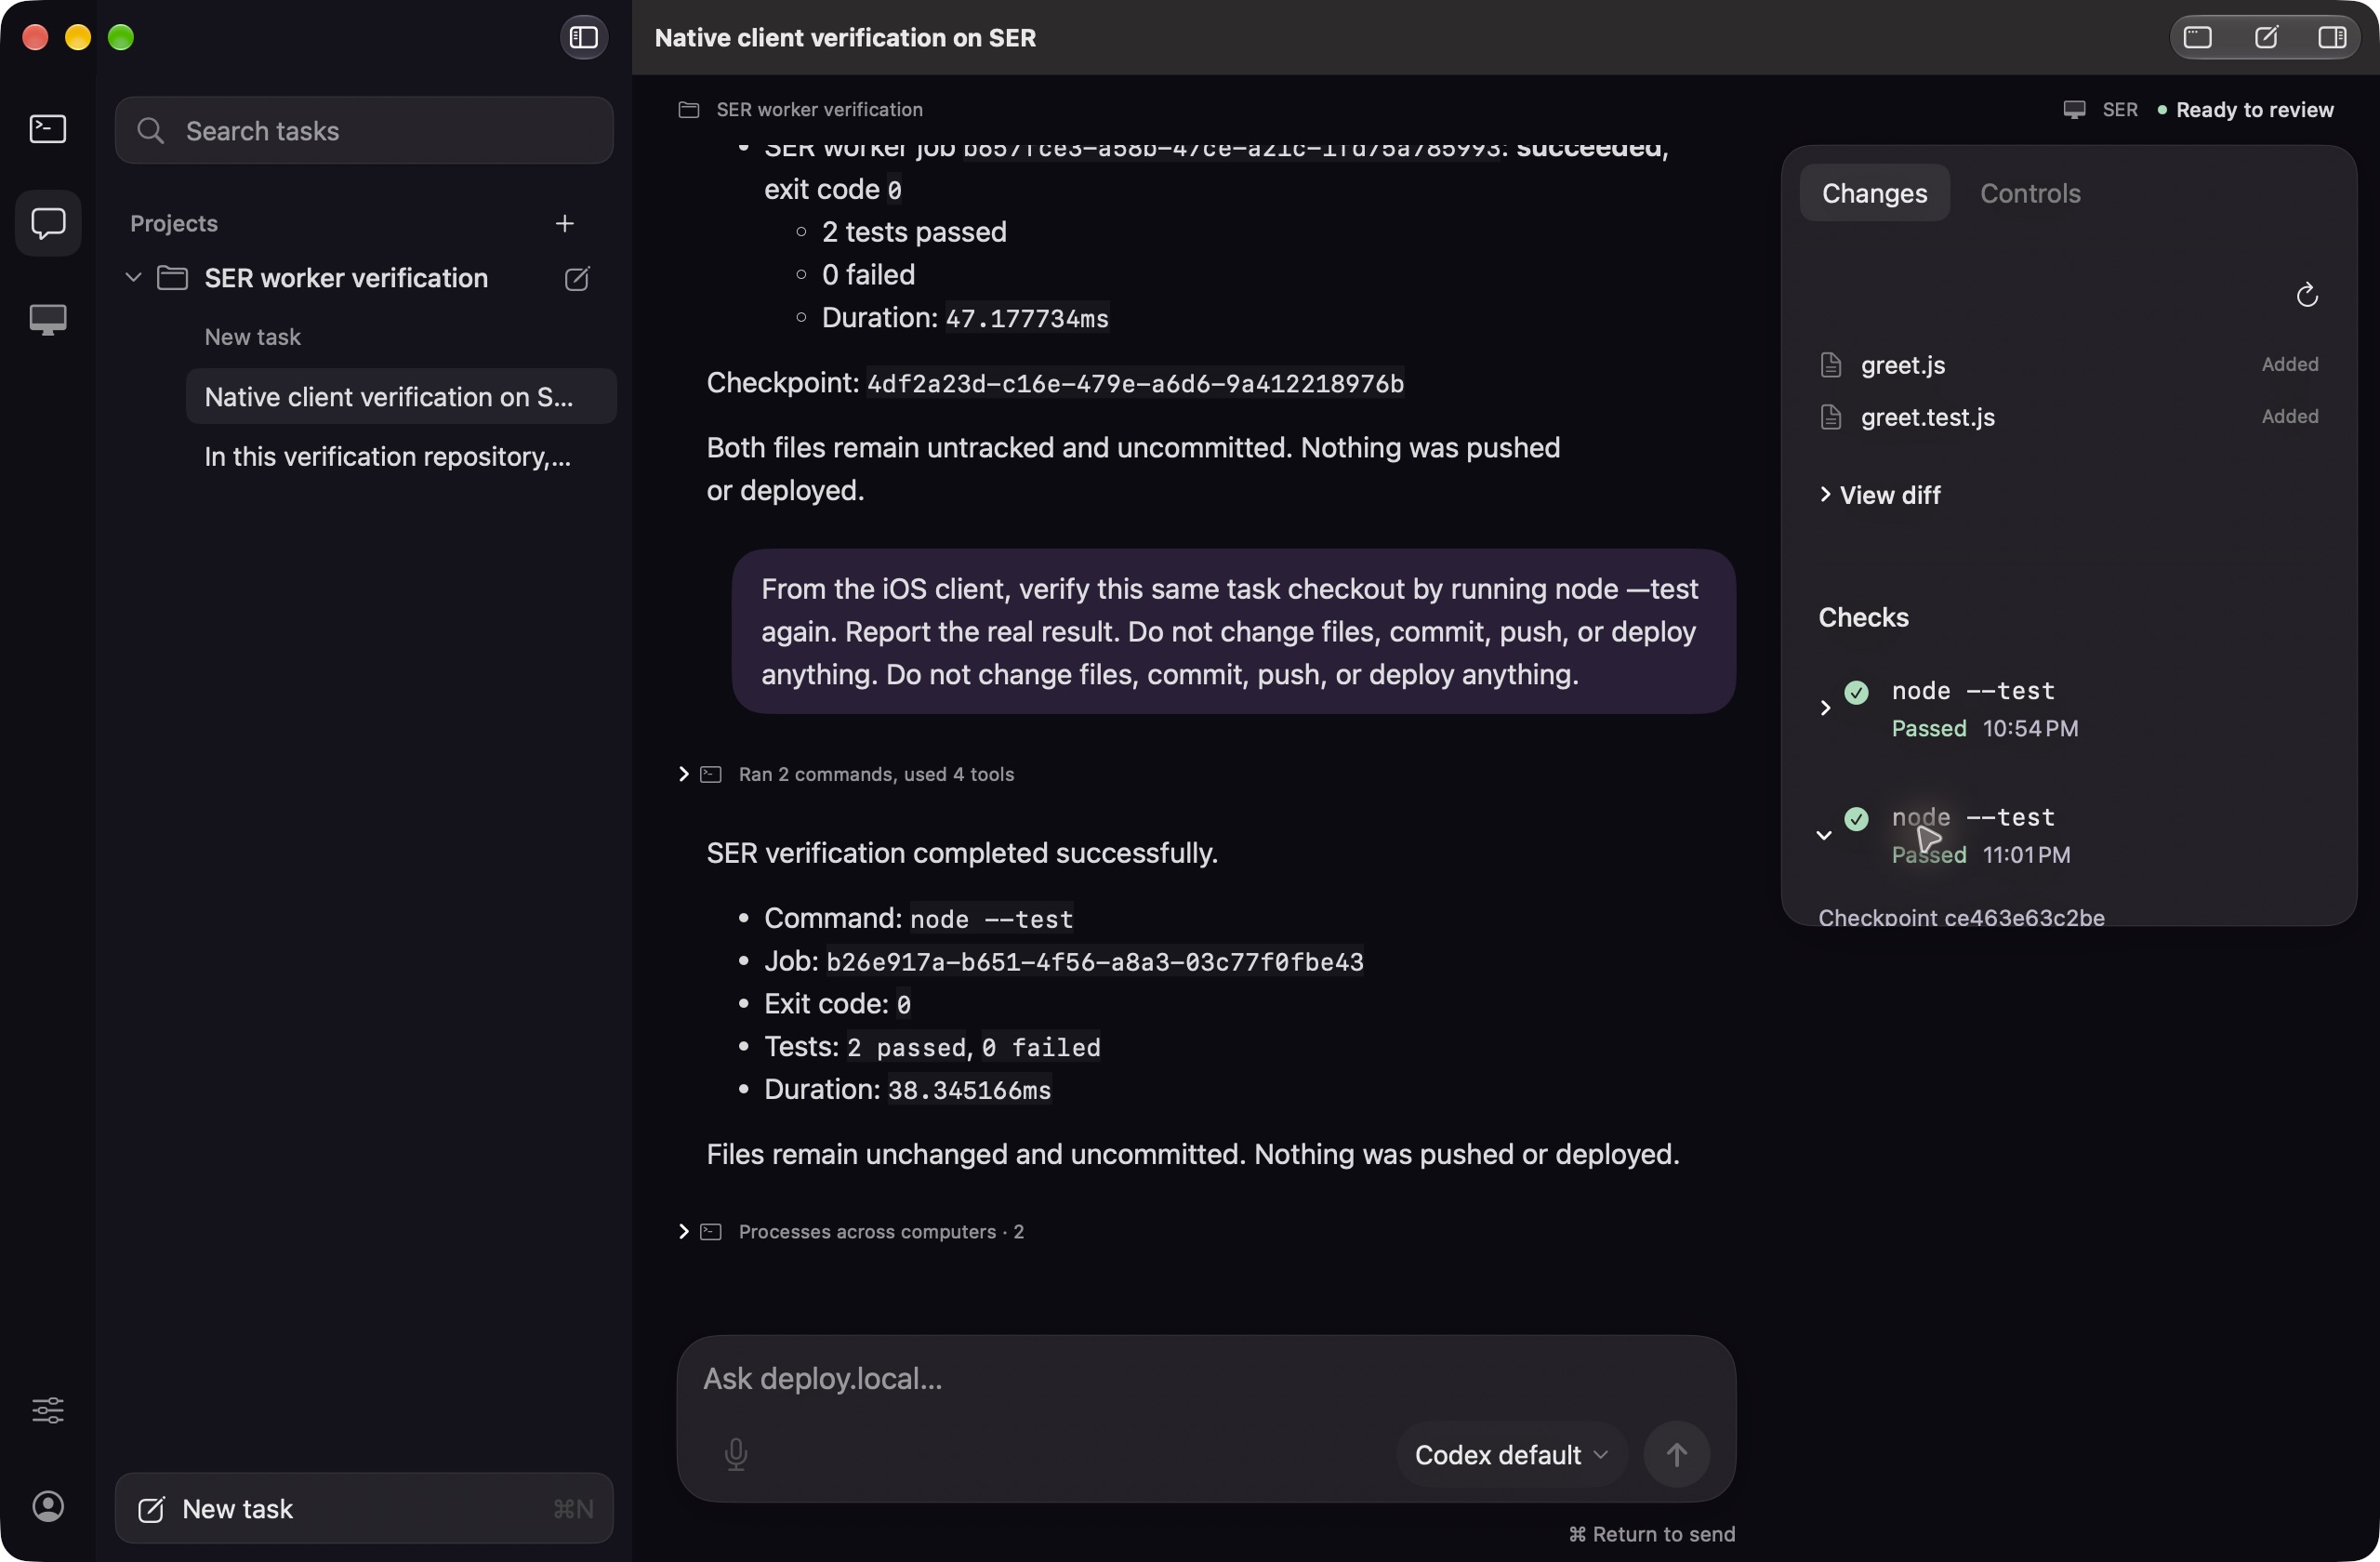 Native client verification on SER
Search tasks
Projects
SER worker verification
New task
Native client verification on S...
In this verification repository,...
New task
⌘N
SER worker verification
SER
Ready to review
SER worker job b657fce3-a58b-47ce-a21c-1fd75a785993: succeeded,
exit code 0
2 tests passed
0 failed
Duration: 47.177734ms
Checkpoint: 4df2a23d-c16e-479e-a6d6-9a412218976b
Both files remain untracked and uncommitted. Nothing was pushed
or deployed.
From the iOS client, verify this same task checkout by running node —test
again. Report the real result. Do not change files, commit, push, or deploy
anything. Do not change files, commit, push, or deploy anything.
Ran 2 commands, used 4 tools
SER verification completed successfully.
Command: node --test
Job: b26e917a-b651-4f56-a8a3-03c77f0fbe43
Exit code: 0
Tests: 2 passed, 0 failed
Duration: 38.345166ms
Files remain unchanged and uncommitted. Nothing was pushed or deployed.
Processes across computers · 2
Ask deploy.local...
Codex default
⌘ Return to send
Changes
Controls
greet.js
Added
greet.test.js
Added
View diff
Checks
node --test
Passed 10:54 PM
node --test
Passed 11:01 PM
Checkpoint ce463e63c2be